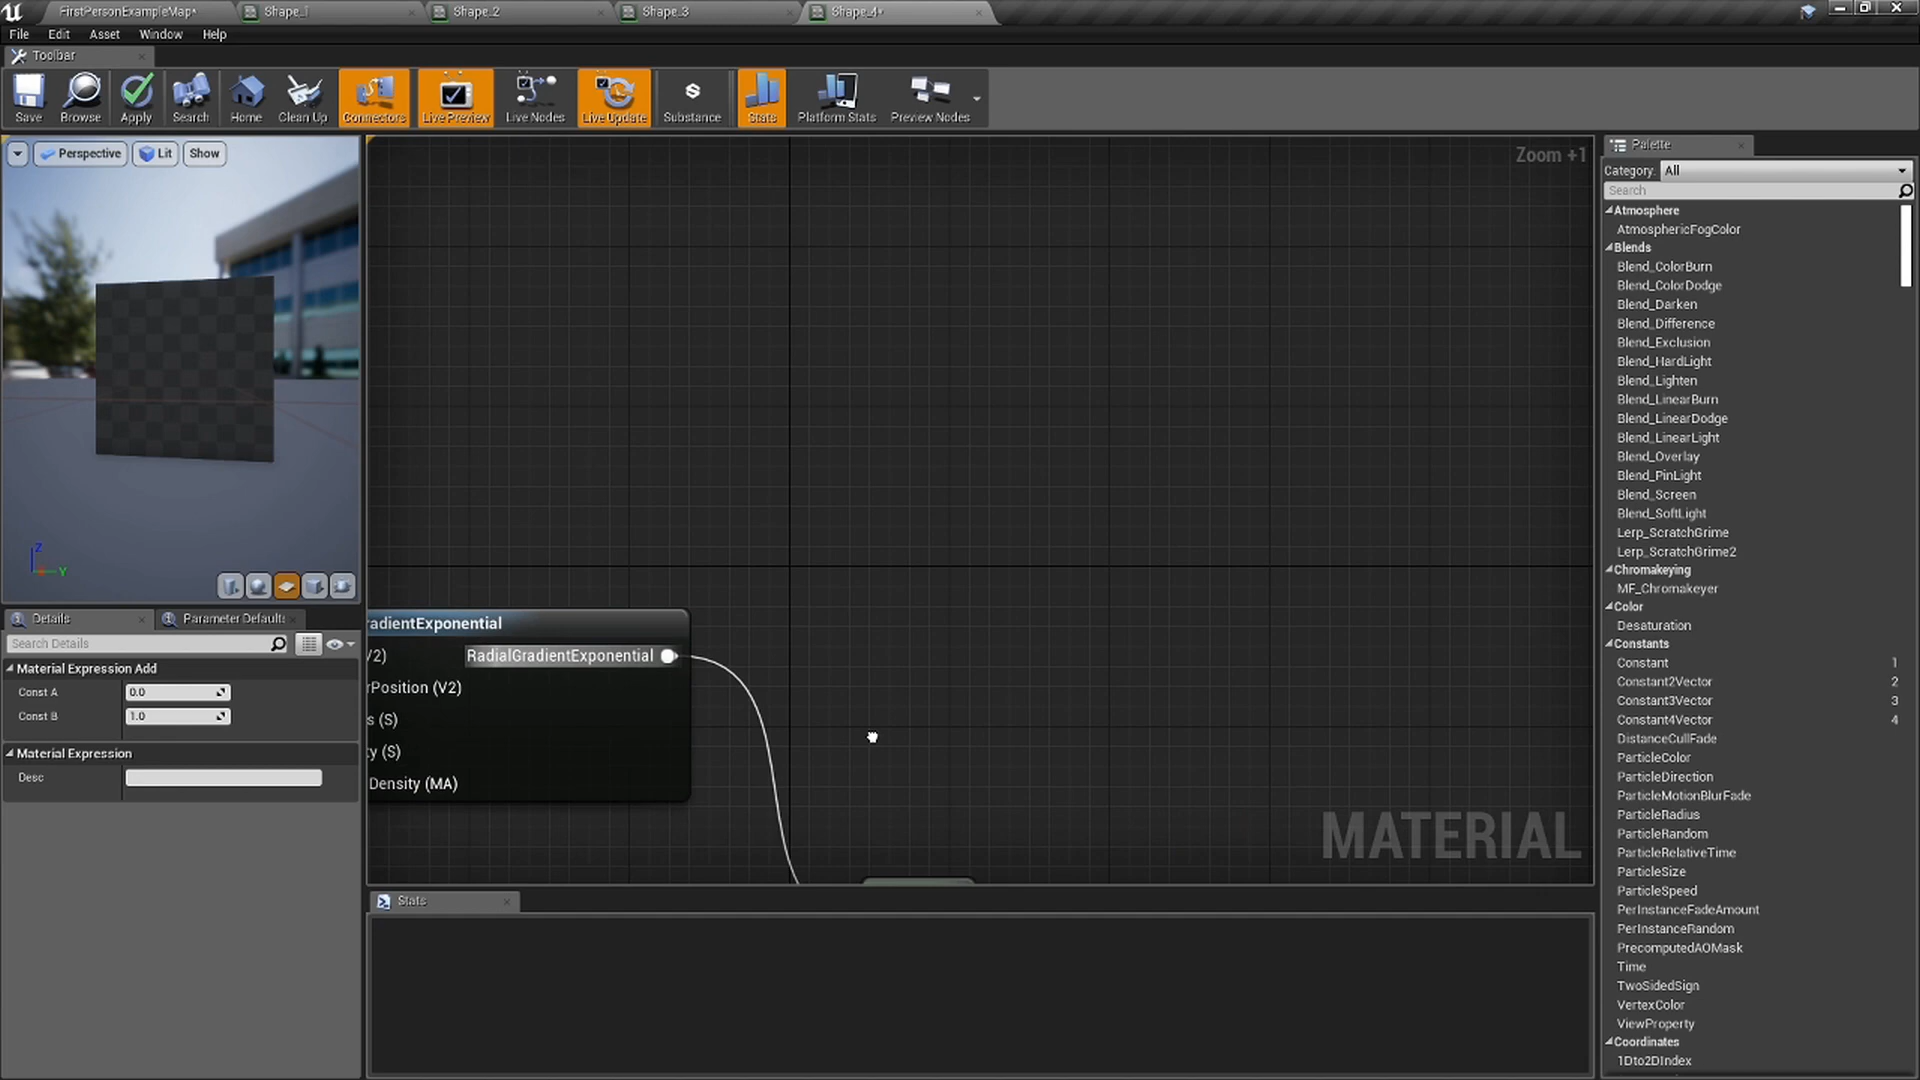 FirstPersonExampleMap*
Shape_1
Shape_2
Shape_3
Shape_4*
File Edit Asset Window Help
Toolbar
Save Browse Apply Search Home Clean Up Connectors Live Preview Live Nodes Live Update Substance Stats Platform Stats Preview Nodes
Perspective Lit Show
Zoom +1
Palette
Category: All
Search
Atmosphere
AtmosphericFogColor
Blends
Blend_ColorBurn
Blend_ColorDodge
Blend_Darken
Blend_Difference
Blend_Exclusion
Blend_HardLight
Blend_Lighten
Blend_LinearBurn
Blend_LinearDodge
Blend_LinearLight
Blend_Overlay
Blend_PinLight
Blend_Screen
Blend_SoftLight
Lerp_ScratchGrime
Lerp_ScratchGrime2
Chromakeying
MF_Chromakeyer
Color
Desaturation
Constants
Constant 1
Constant2Vector 2
Constant3Vector 3
Constant4Vector 4
DistanceCullFade
ParticleColor
ParticleDirection
ParticleMotionBlurFade
ParticleRadius
ParticleRandom
ParticleRelativeTime
ParticleSize
ParticleSpeed
PerInstanceFadeAmount
PerInstanceRandom
PrecomputedAOMask
Time
TwoSidedSign
VertexColor
ViewProperty
Coordinates
1Dto2DIndex
Z
Y
Details
Parameter Defaults
Search Details
Material Expression Add
Const A 0.0
Const B 1.0
Material Expression
Desc
adientExponential
V2) RadialGradientExponential
rPosition (V2)
s (S)
ty (S)
Density (MA)
MATERIAL
Stats